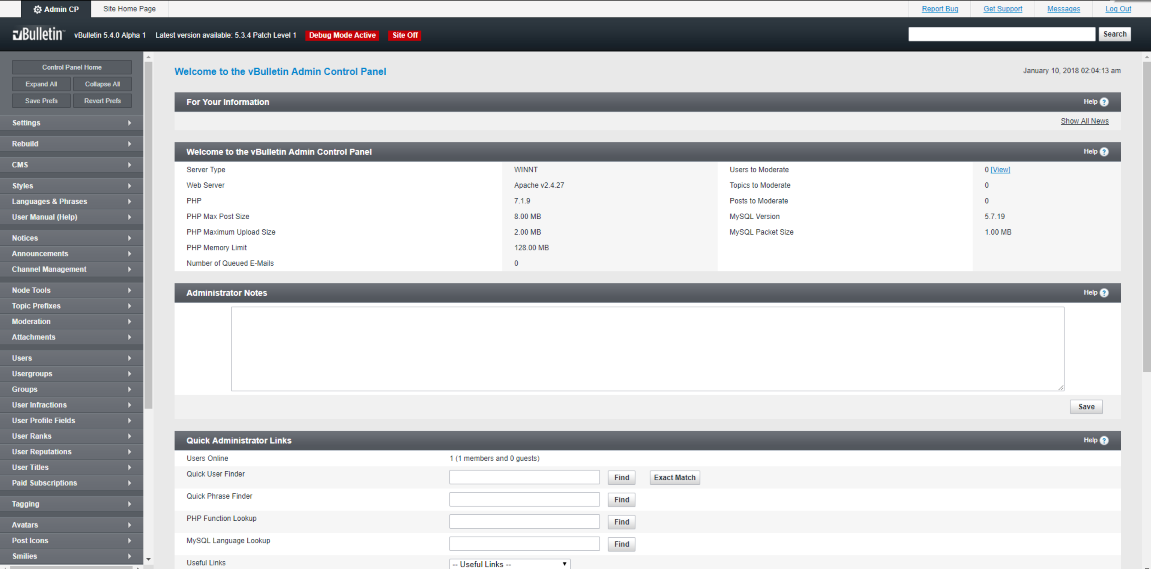 Admin CP
Site Home Page
Report Bug
Get Support
Messages
Log Out
vBulletin
vBulletin 5.4.0 Alpha 1
Latest version available: 5.3.4 Patch Level 1
Debug Mode Active
Site Off
Search
Control Panel Home
Expand All
Collapse All
Save Prefs
Revert Prefs
Settings
Rebuild
CMS
Styles
Languages & Phrases
User Manual (Help)
Notices
Announcements
Channel Management
Node Tools
Topic Prefixes
Moderation
Attachments
Users
Usergroups
Groups
User Infractions
User Profile Fields
User Ranks
User Reputations
User Titles
Paid Subscriptions
Tagging
Avatars
Post Icons
Smilies
Welcome to the vBulletin Admin Control Panel
January 10, 2018 02:04:13 am
For Your Information
Help ?
Show All News
Welcome to the vBulletin Admin Control Panel
Help ?
Server Type WINNT Users to Moderate 0 [View]
Web Server Apache v2.4.27 Topics to Moderate 0
PHP 7.1.9 Posts to Moderate 0
PHP Max Post Size 8.00 MB MySQL Version 5.7.19
PHP Maximum Upload Size 2.00 MB MySQL Packet Size 1.00 MB
PHP Memory Limit 128.00 MB
Number of Queued E-Mails 0
Administrator Notes
Help ?
Save
Quick Administrator Links
Help ?
Users Online 1 (1 members and 0 guests)
Quick User Finder Find Exact Match
Quick Phrase Finder Find
PHP Function Lookup Find
MySQL Language Lookup Find
Useful Links -- Useful Links --